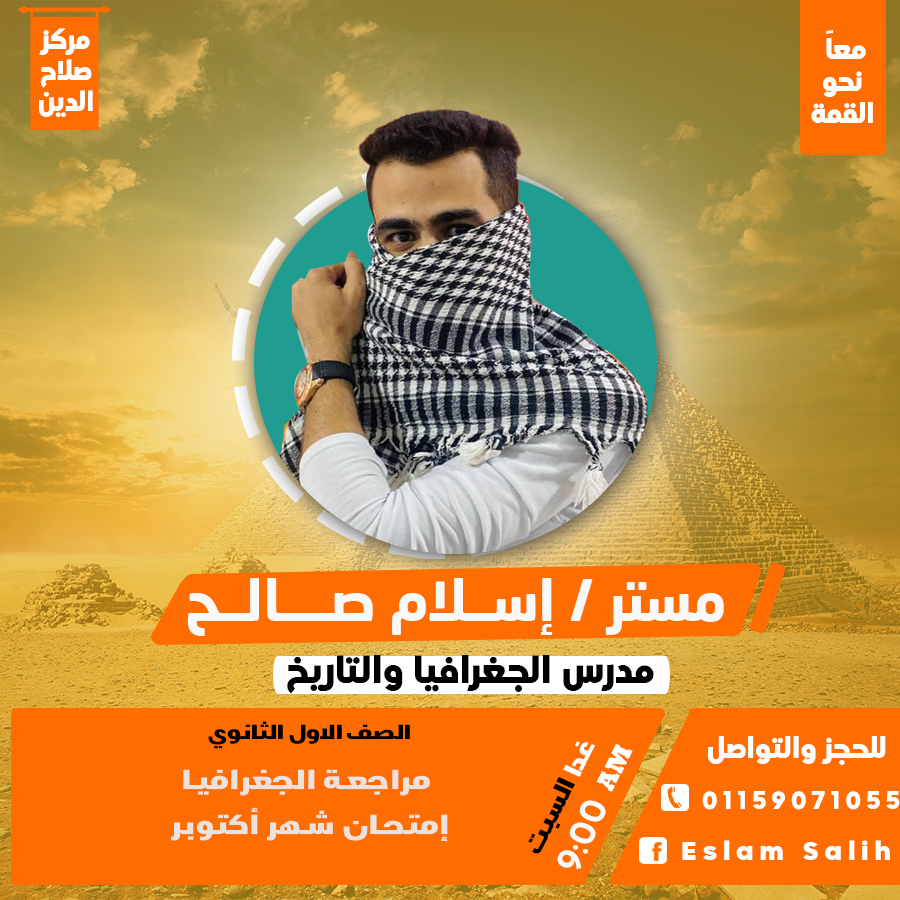 معاً
نحو
القمة
مركز
صلاح
الدين
مستر / إسلام صالح
مدرس الجغرافيا والتاريخ
الصف الاول الثانوي
مراجعة الجغرافيا
إمتحان شهر أكتوبر
غدا السبت
9:00 AM
للحجز والتواصل
01159071055
Eslam Salih